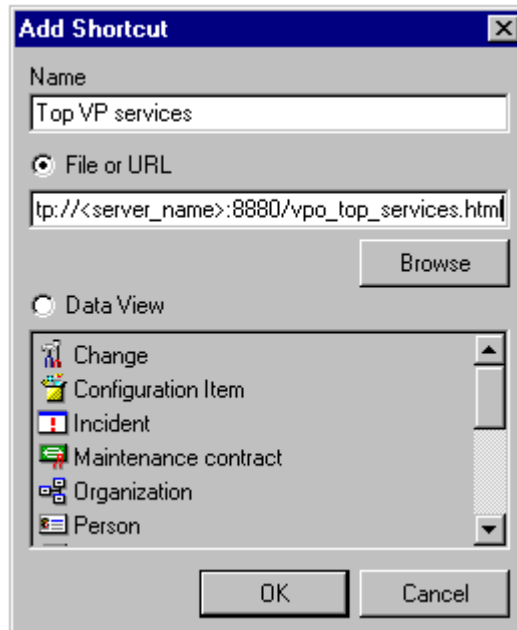 Add Shortcut
Name
Top VP services
File or URL
tp://<server_name>:8880/vpo_top_services.html
Browse
Data View
Change
Configuration Item
Incident
Maintenance contract
Organization
Person
OK
Cancel